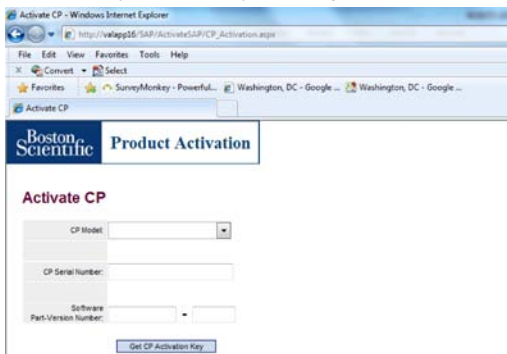 Activate CP - Windows Internet Explorer
http://valapp16/SAP/ActivateSAP/CP_Activation.aspx
File Edit View Favorites Tools Help
x Convert Select
Favorites SurveyMonkey - Powerful... Washington, DC - Google ... Washington, DC - Google ...
Activate CP
Boston Scientific Product Activation
Activate CP
CP Model:
CP Serial Number:
Software
Part-Version Number: -
Get CP Activation Key